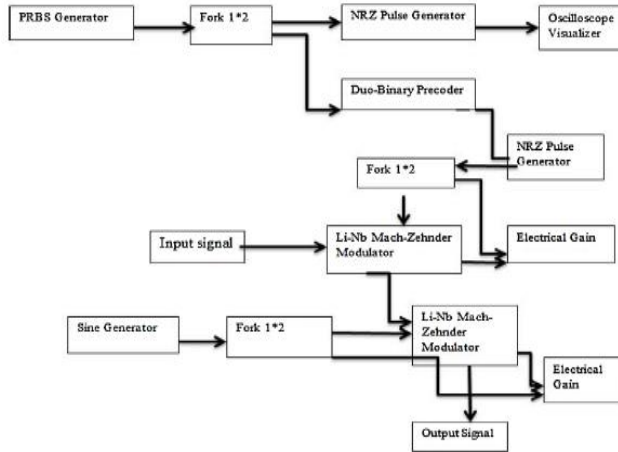 PRBS Generator
Fork 1*2
NRZ Pulse Generator
Oscilloscope
Visualizer
Duo-Binary Precoder
NRZ Pulse
Generator
Fork 1*2
Input signal
Li-Nb Mach-Zehnder
Modulator
Electrical Gain
Sine Generator
Fork 1*2
Li-Nb Mach-
Zehnder
Modulator
Electrical
Gain
Output Signal